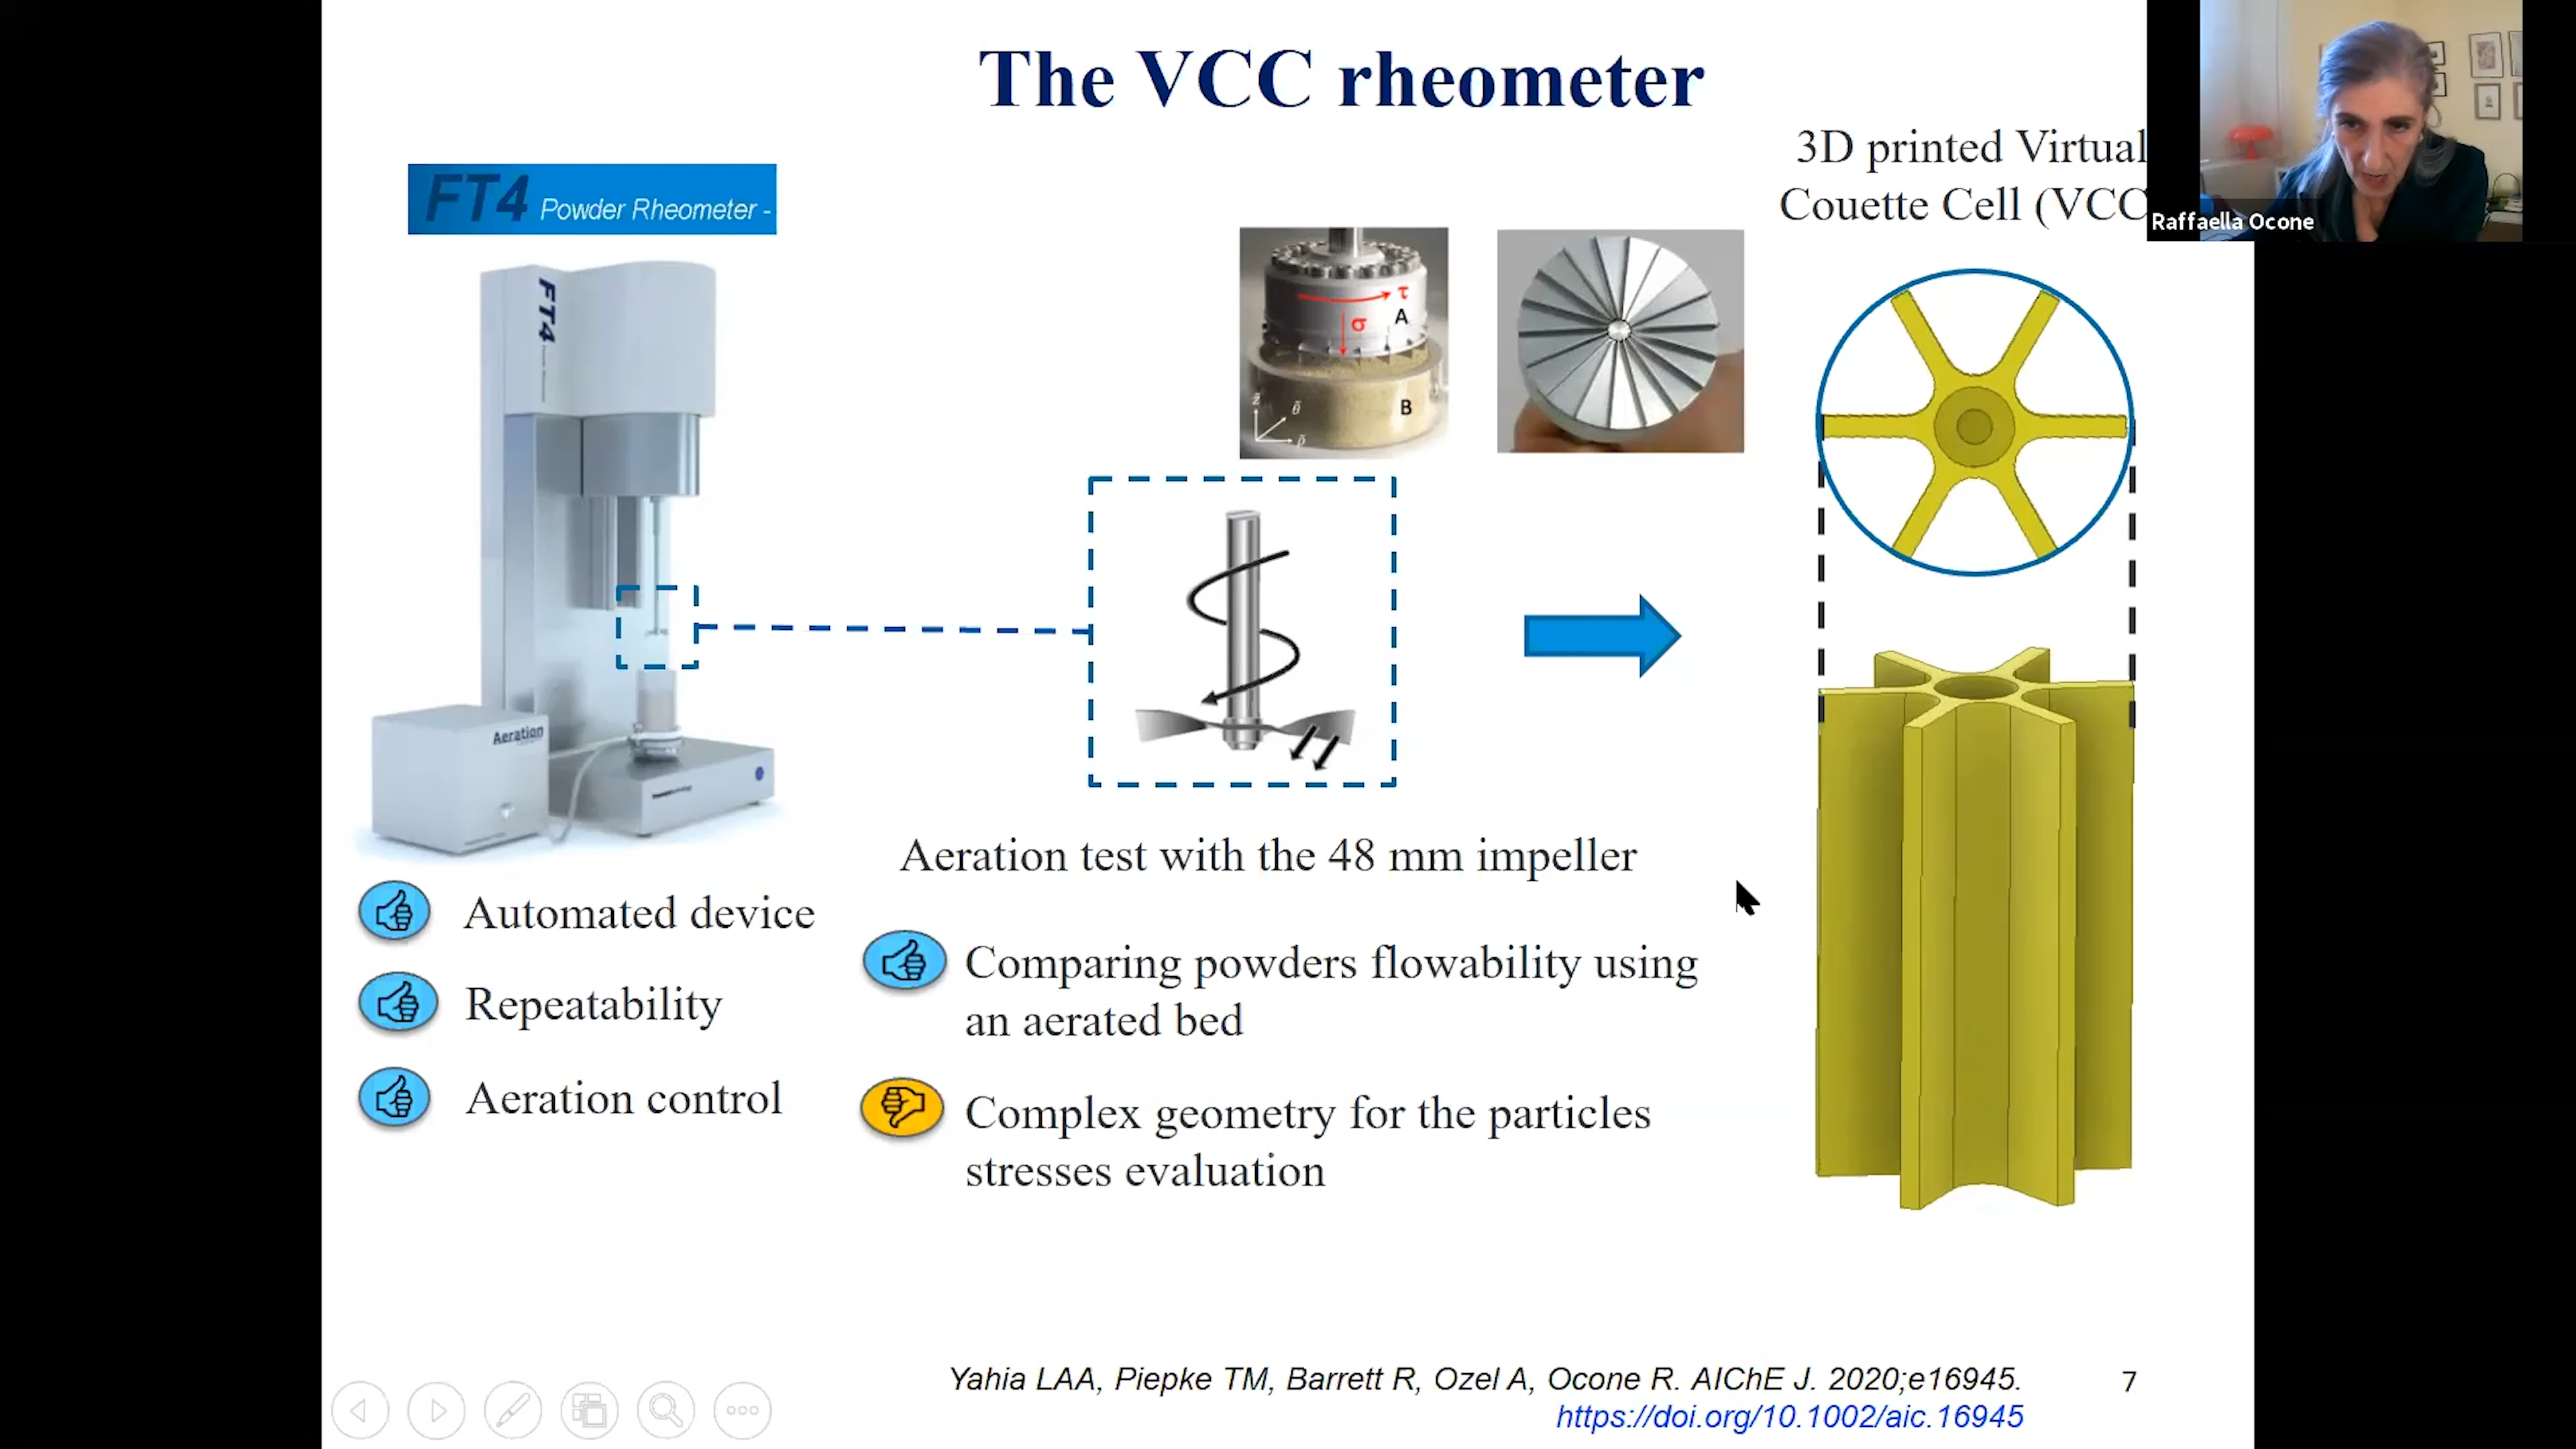 The VCC rheometer
3D printed Virtual
Couette Cell (VCC
Raffaella Ocone
FT4 Powder Rheometer -
FT4
τ
σ
A
B
Aeration
Aeration test with the 48 mm impeller
Automated device
Repeatability
Aeration control
Comparing powders flowability using
an aerated bed
Complex geometry for the particles
stresses evaluation
Yahia LAA, Piepke TM, Barrett R, Ozel A, Ocone R. AIChE J. 2020;e16945.
https://doi.org/10.1002/aic.16945
7